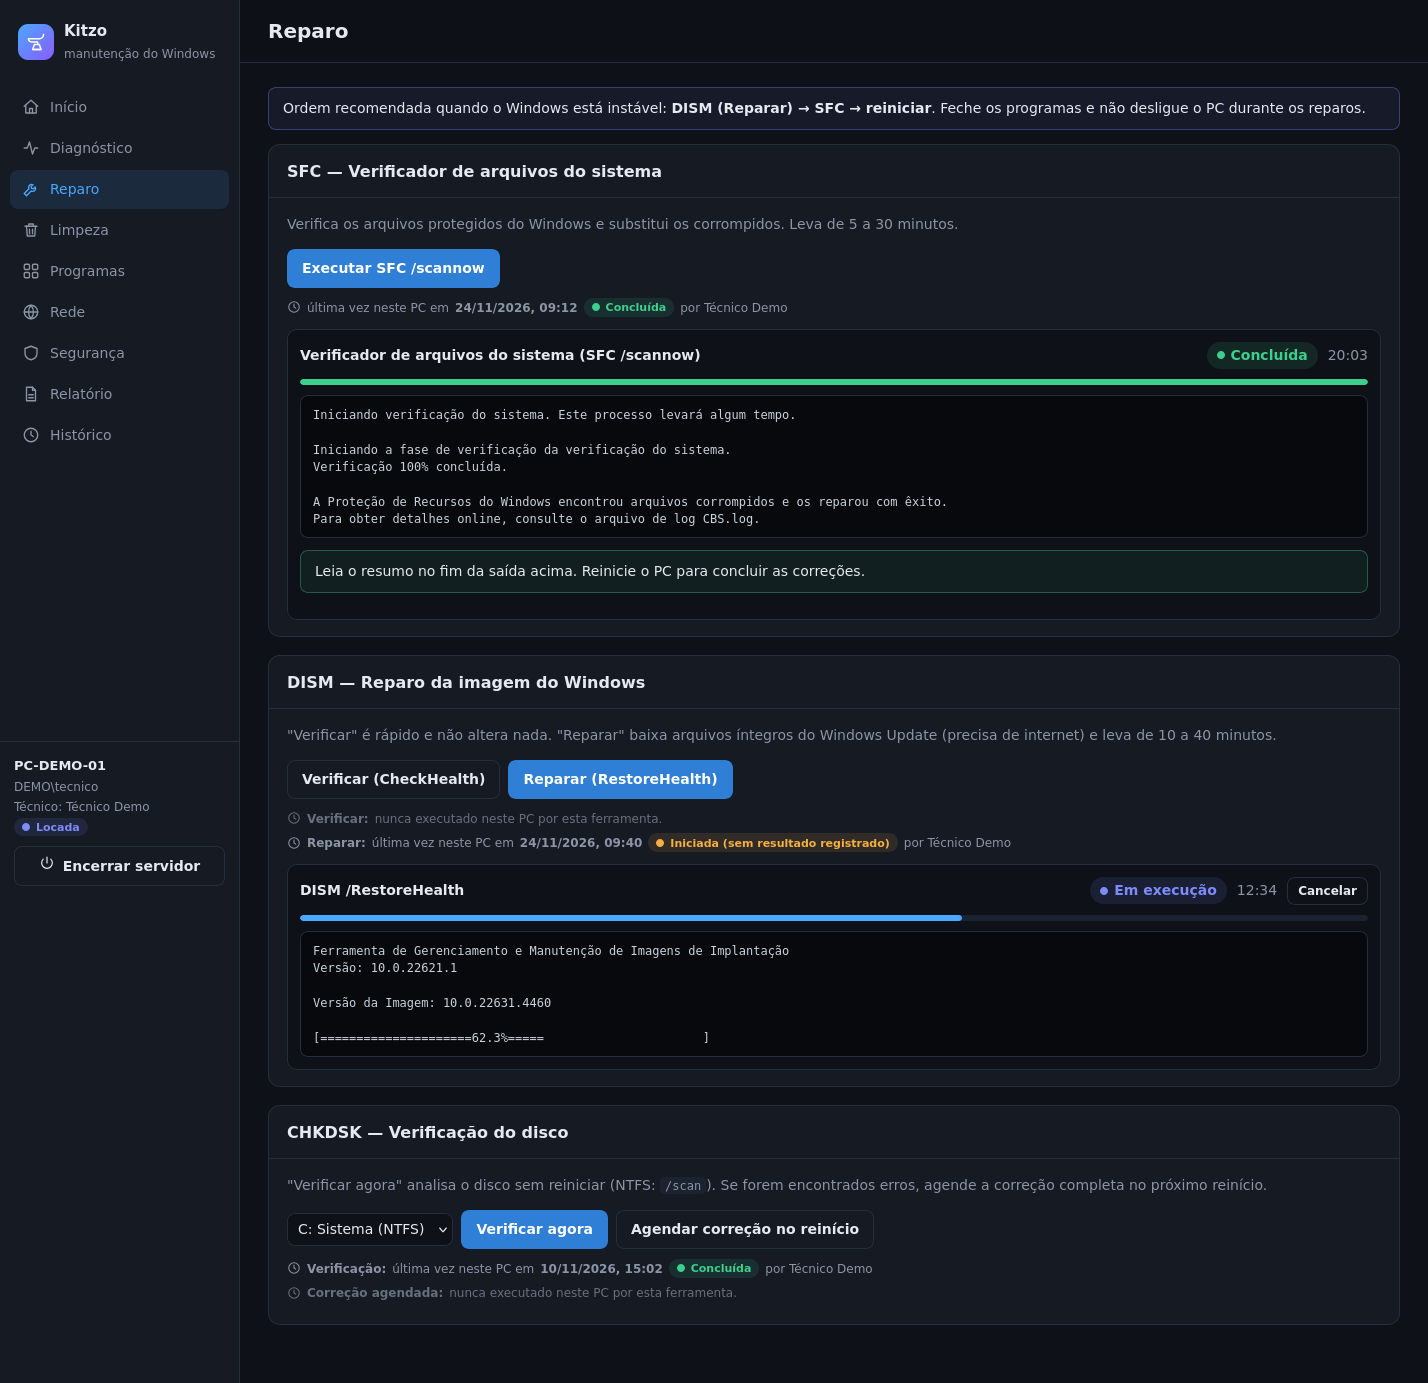 Kitzo
manutenção do Windows
Início
Diagnóstico
Reparo
Limpeza
Programas
Rede
Segurança
Relatório
Histórico
PC-DEMO-01
DEMO\tecnico
Técnico: Técnico Demo
Locada
Encerrar servidor
Reparo
Ordem recomendada quando o Windows está instável: DISM (Reparar) → SFC → reiniciar. Feche os programas e não desligue o PC durante os reparos.
SFC — Verificador de arquivos do sistema
Verifica os arquivos protegidos do Windows e substitui os corrompidos. Leva de 5 a 30 minutos.
Executar SFC /scannow
última vez neste PC em 24/11/2026, 09:12 Concluída por Técnico Demo
Verificador de arquivos do sistema (SFC /scannow) Concluída 20:03
Iniciando verificação do sistema. Este processo levará algum tempo.
Iniciando a fase de verificação da verificação do sistema.
Verificação 100% concluída.
A Proteção de Recursos do Windows encontrou arquivos corrompidos e os reparou com êxito.
Para obter detalhes online, consulte o arquivo de log CBS.log.
Leia o resumo no fim da saída acima. Reinicie o PC para concluir as correções.
DISM — Reparo da imagem do Windows
"Verificar" é rápido e não altera nada. "Reparar" baixa arquivos íntegros do Windows Update (precisa de internet) e leva de 10 a 40 minutos.
Verificar (CheckHealth) Reparar (RestoreHealth)
Verificar: nunca executado neste PC por esta ferramenta.
Reparar: última vez neste PC em 24/11/2026, 09:40 Iniciada (sem resultado registrado) por Técnico Demo
DISM /RestoreHealth Em execução 12:34 Cancelar
Ferramenta de Gerenciamento e Manutenção de Imagens de Implantação
Versão: 10.0.22621.1
Versão da Imagem: 10.0.22631.4460
[=====================62.3%=====                      ]
CHKDSK — Verificação do disco
"Verificar agora" analisa o disco sem reiniciar (NTFS: /scan). Se forem encontrados erros, agende a correção completa no próximo reinício.
C: Sistema (NTFS) Verificar agora Agendar correção no reinício
Verificação: última vez neste PC em 10/11/2026, 15:02 Concluída por Técnico Demo
Correção agendada: nunca executado neste PC por esta ferramenta.